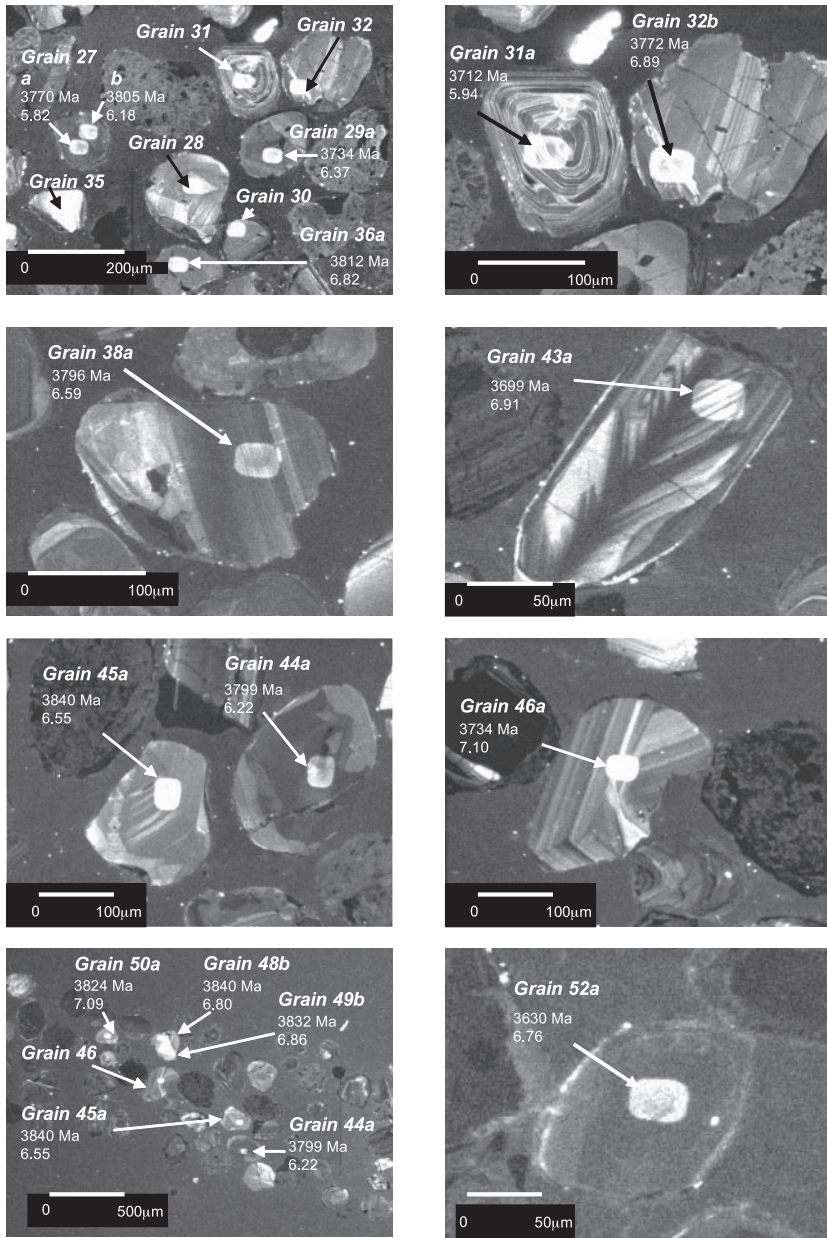 Grain 31
Grain 32
Grain 27
a
b
3770 Ma
5.82
3805 Ma
6.18
Grain 28
Grain 29a
3734 Ma
6.37
Grain 35
Grain 30
Grain 36a
3812 Ma
6.82
0
200µm
Grain 32b
3772 Ma
6.89
Grain 31a
3712 Ma
5.94
0
100µm
Grain 38a
3796 Ma
6.59
0
100µm
Grain 43a
3699 Ma
6.91
0
50µm
Grain 45a
3840 Ma
6.55
Grain 44a
3799 Ma
6.22
0
100µm
Grain 46a
3734 Ma
7.10
0
100µm
Grain 50a
3824 Ma
7.09
Grain 48b
3840 Ma
6.80
Grain 49b
3832 Ma
6.86
Grain 46
Grain 45a
3840 Ma
6.55
Grain 44a
3799 Ma
6.22
0
500µm
Grain 52a
3630 Ma
6.76
0
50µm